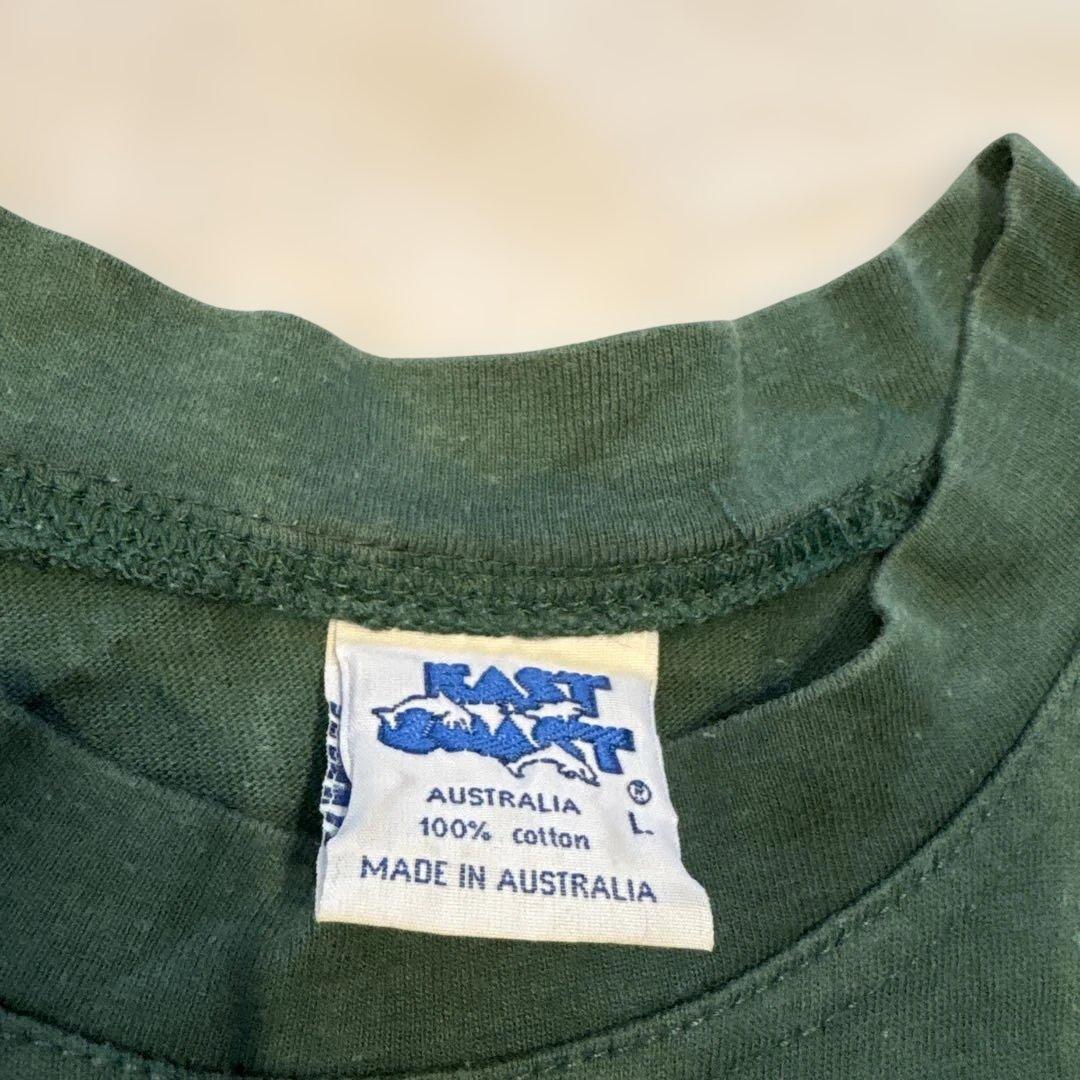 EAST
COAST
®
AUSTRALIA
L.
100% cotton
MADE IN AUSTRALIA